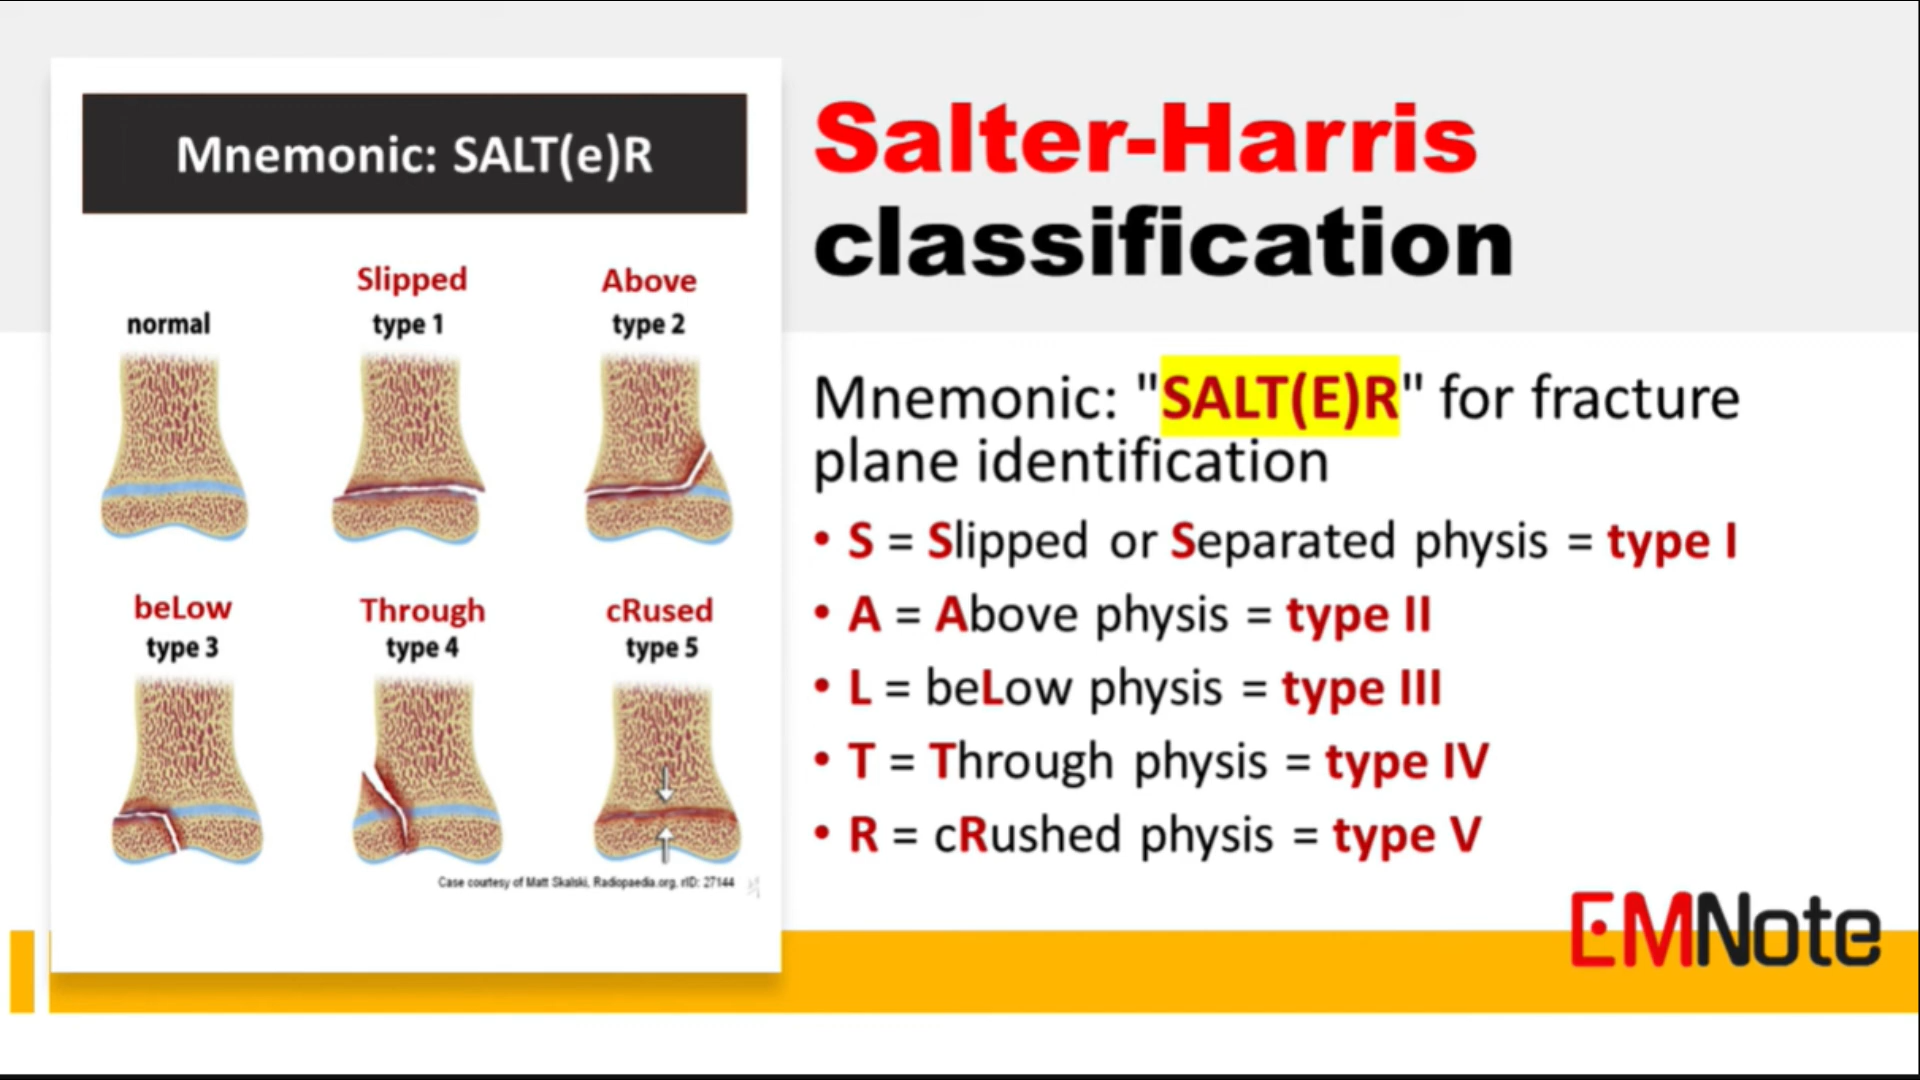 Mnemonic: SALT(e)R
Slipped
Above
normal
type 1
type 2
beLow
Through
cRused
type 3
type 4
type 5
Case courtesy of Matt Skalski, Radiopaedia.org, rID: 27144
Salter-Harris
classification
Mnemonic: "SALT(E)R" for fracture
plane identification
• S = Slipped or Separated physis = type I
• A = Above physis = type II
• L = beLow physis = type III
• T = Through physis = type IV
• R = cRushed physis = type V
EMNote